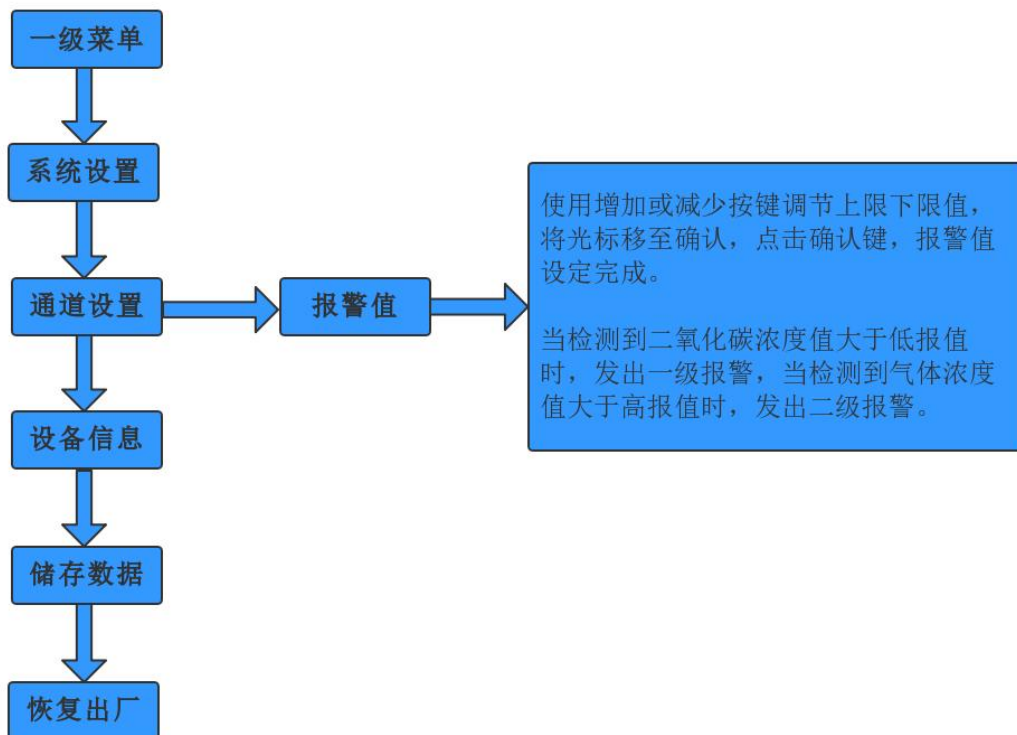 一级菜单
系统设置
通道设置
报警值
使用增加或减少按键调节上限下限值，
将光标移至确认，点击确认键，报警值
设定完成。
当检测到二氧化碳浓度值大于低报值
时，发出一级报警，当检测到气体浓度
值大于高报值时，发出二级报警。
设备信息
储存数据
恢复出厂